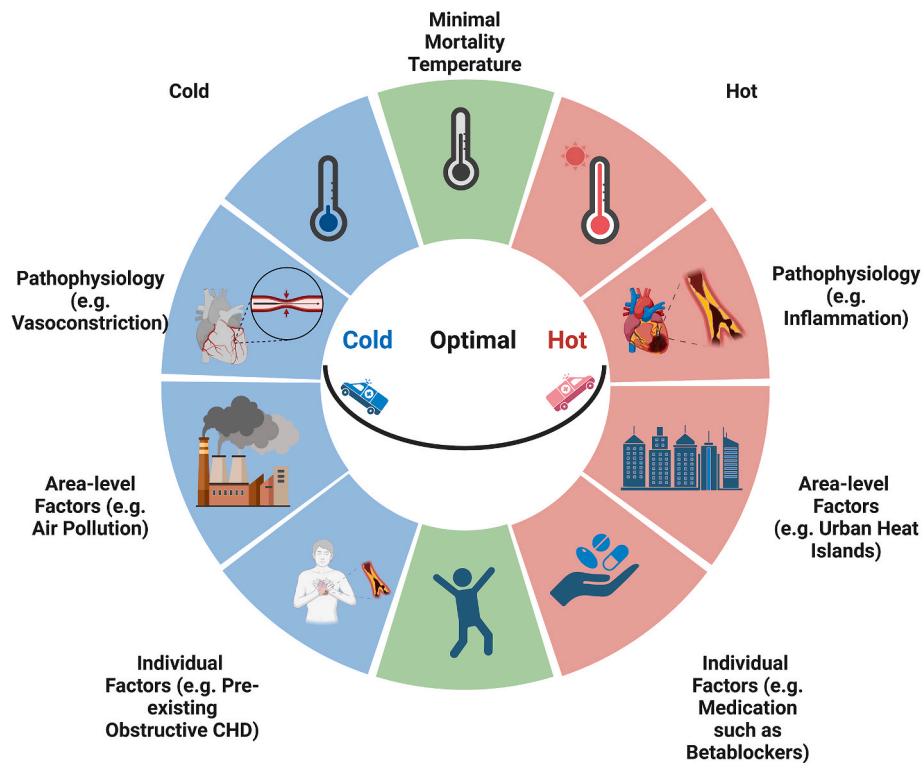 Minimal
Mortality
Temperature
Cold
Hot
Pathophysiology
(e.g.
Vasoconstriction)
Pathophysiology
(e.g.
Inflammation)
Cold
Optimal
Hot
Area-level
Factors (e.g.
Air Pollution)
Area-level
Factors
(e.g. Urban Heat
Islands)
Individual
Factors (e.g. Pre-
existing
Obstructive CHD)
Individual
Factors (e.g.
Medication
such as
Betablockers)